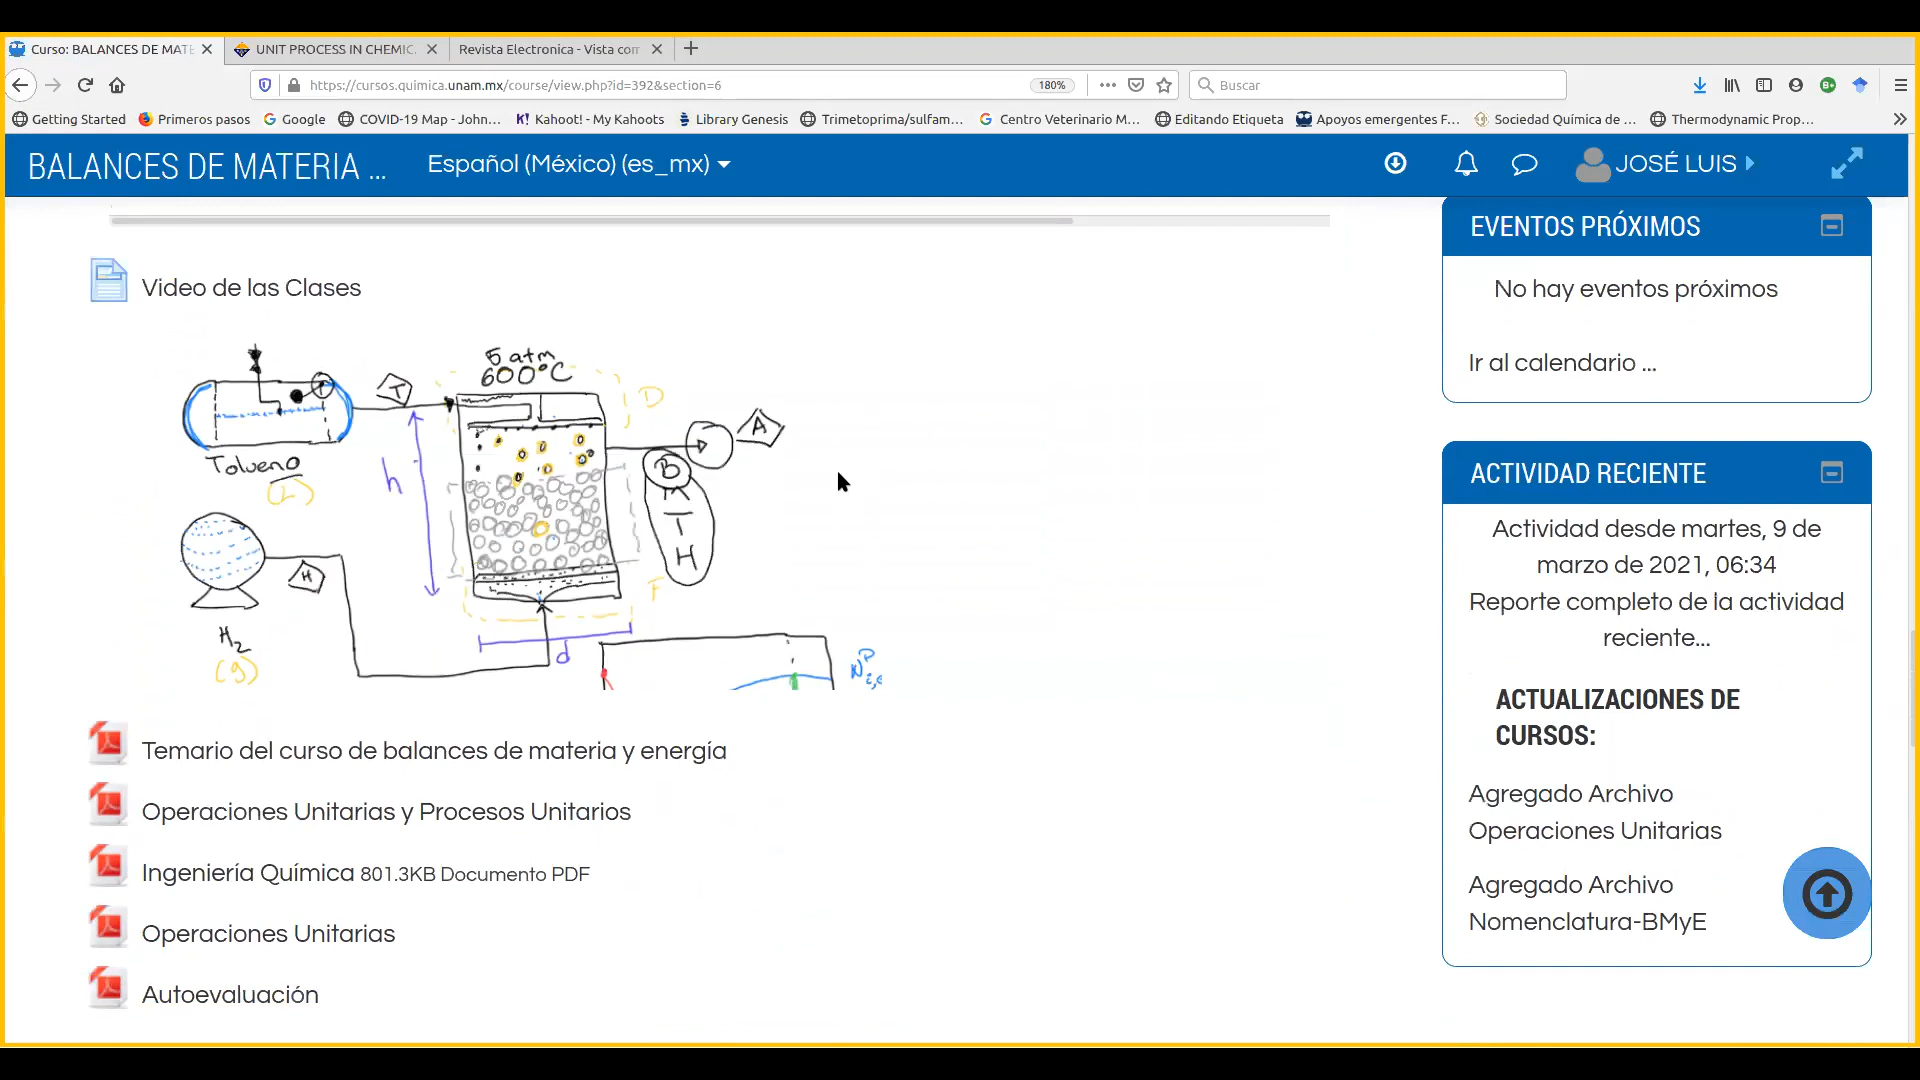 Curso: BALANCES DE MATE
UNIT PROCESS IN CHEMIC
Revista Electronica - Vista com
https://cursos.quimica.unam.mx/course/view.php?id=392&section=6
180%
Buscar
Getting Started
Primeros pasos
Google
COVID-19 Map - John...
Kahoot! - My Kahoots
Library Genesis
Trimetoprima/sulfam...
Centro Veterinario M...
Editando Etiqueta
Apoyos emergentes F...
Sociedad Química de ...
Thermodynamic Prop...
BALANCES DE MATERIA ...
Español (México) (es_mx)
JOSÉ LUIS
Video de las Clases
5 atm
600°C
T
D
A
Tolueno
(L)
h
B
T
H
H
F
H2
(g)
d
Temario del curso de balances de materia y energía
Operaciones Unitarias y Procesos Unitarios
Ingeniería Química 801.3KB Documento PDF
Operaciones Unitarias
Autoevaluación
EVENTOS PRÓXIMOS
No hay eventos próximos
Ir al calendario ...
ACTIVIDAD RECIENTE
Actividad desde martes, 9 de
marzo de 2021, 06:34
Reporte completo de la actividad
reciente...
ACTUALIZACIONES DE
CURSOS:
Agregado Archivo
Operaciones Unitarias
Agregado Archivo
Nomenclatura-BMyE